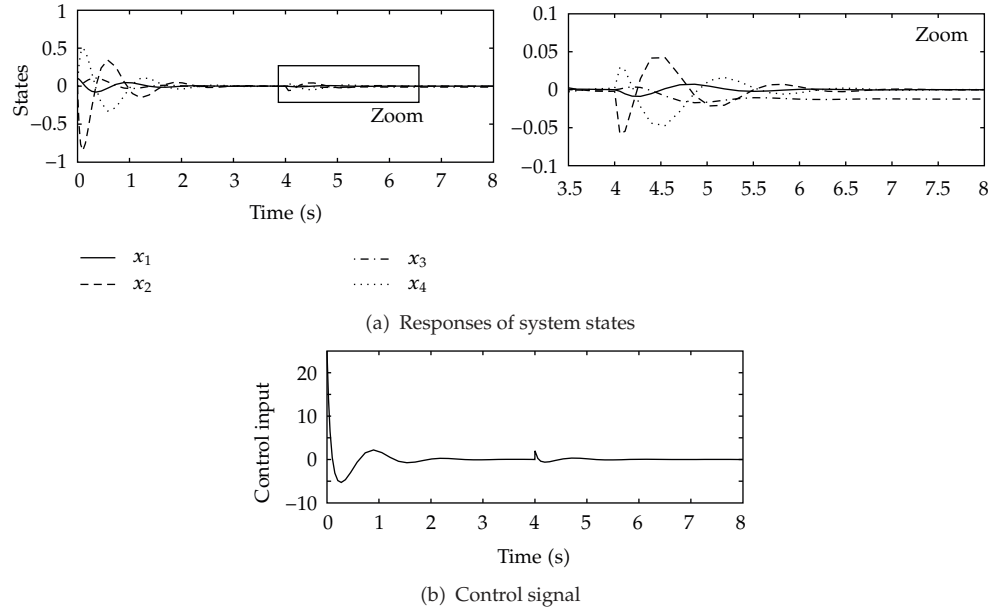 1
0.5
0
−0.5
−1
States
Zoom
0 1 2 3 4 5 6 7 8
Time (s)
0.1
0.05
0
−0.05
−0.1
Zoom
3.5 4 4.5 5 5.5 6 6.5 7 7.5 8
x1
x2
x3
x4
(a) Responses of system states
20
10
0
−10
Control input
0 1 2 3 4 5 6 7 8
Time (s)
(b) Control signal